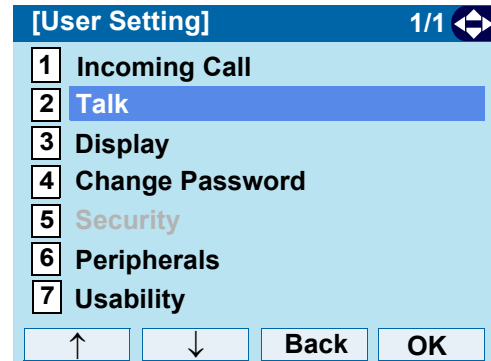 [User Setting] 1/1
1 Incoming Call
2 Talk
3 Display
4 Change Password
5 Security
6 Peripherals
7 Usability
↑ ↓ Back OK